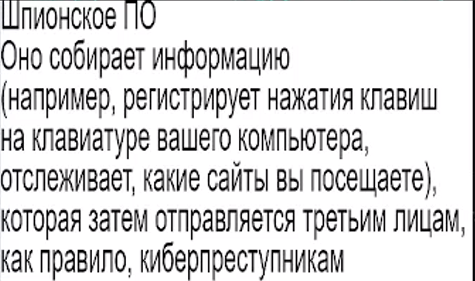 Шпионское ПО
Оно собирает информацию
(например, регистрирует нажатия клавиш
на клавиатуре вашего компьютера,
отслеживает, какие сайты вы посещаете),
которая затем отправляется третьим лицам,
как правило, киберпреступникам